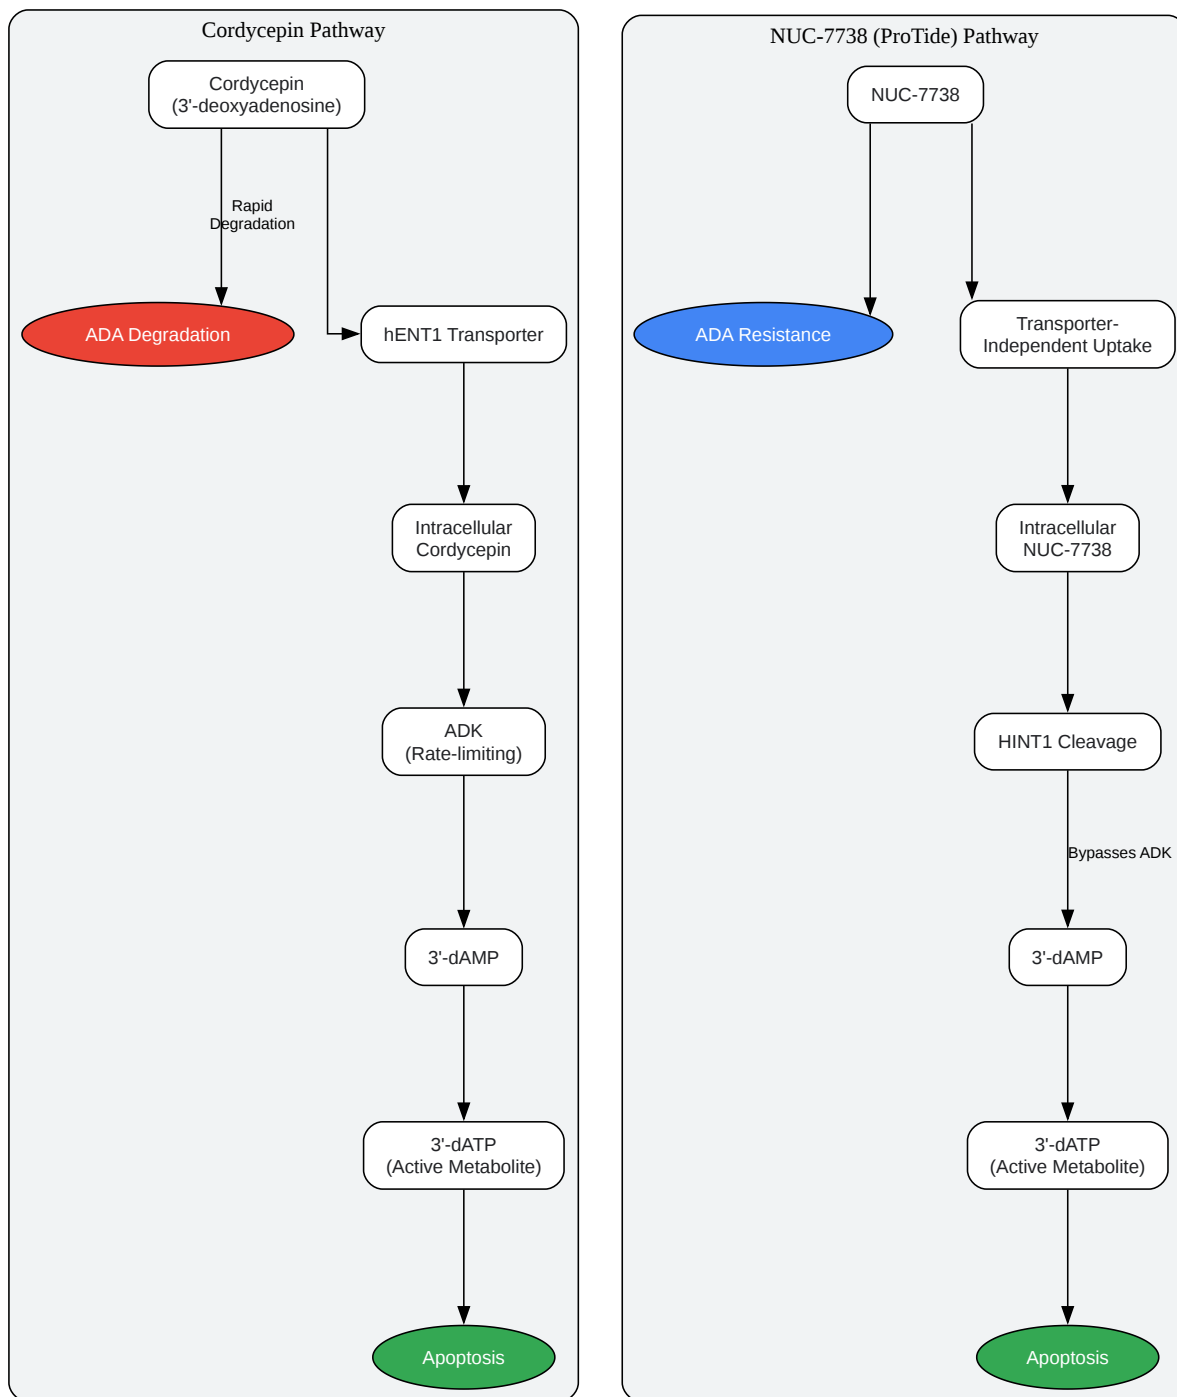 Cordycepin Pathway
Cordycepin
(3'-deoxyadenosine)
Rapid
Degradation
ADA Degradation
hENT1 Transporter
Intracellular
Cordycepin
ADK
(Rate-limiting)
3'-dAMP
3'-dATP
(Active Metabolite)
Apoptosis
NUC-7738 (ProTide) Pathway
NUC-7738
ADA Resistance
Transporter-
Independent Uptake
Intracellular
NUC-7738
HINT1 Cleavage
Bypasses ADK
3'-dAMP
3'-dATP
(Active Metabolite)
Apoptosis